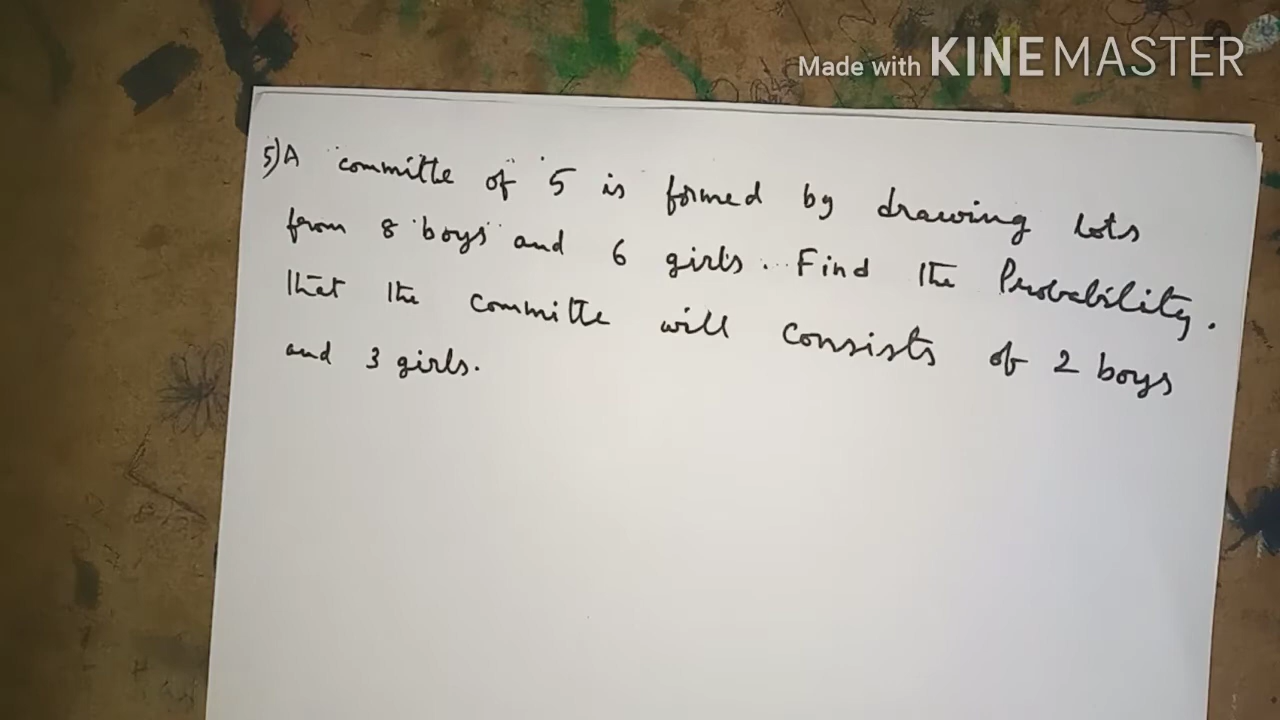 Made with KINEMASTER
5) A committe of 5 is formed by drawing lots
from 8 boys and 6 girls. Find the Probability.
that the committe will consists of 2 boys
and 3 girls.